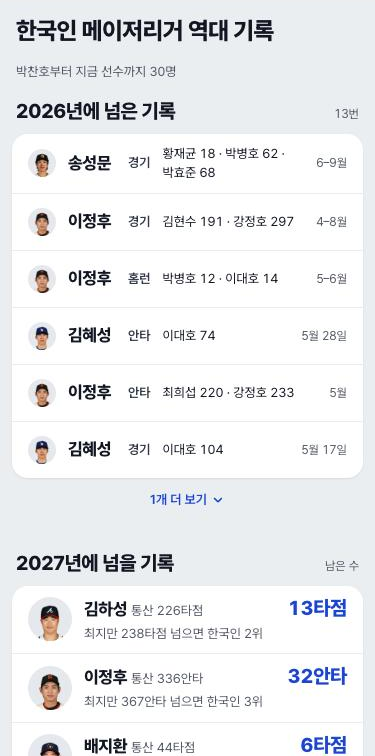 한국인 메이저리거 역대 기록
박찬호부터 지금 선수까지 30명
2026년에 넘은 기록 13번
송성문 경기 황재균 18 · 박병호 62 ·
박효준 68 6–9월
이정후 경기 김현수 191 · 강정호 297 4–8월
이정후 홈런 박병호 12 · 이대호 14 5–6월
김혜성 안타 이대호 74 5월 28일
이정후 안타 최희섭 220 · 강정호 233 5월
김혜성 경기 이대호 104 5월 17일
1개 더 보기
2027년에 넘을 기록 남은 수
김하성 통산 226타점 13타점
최지만 238타점 넘으면 한국인 2위
이정후 통산 336안타 32안타
최지만 367안타 넘으면 한국인 3위
배지환 통산 44타점 6타점